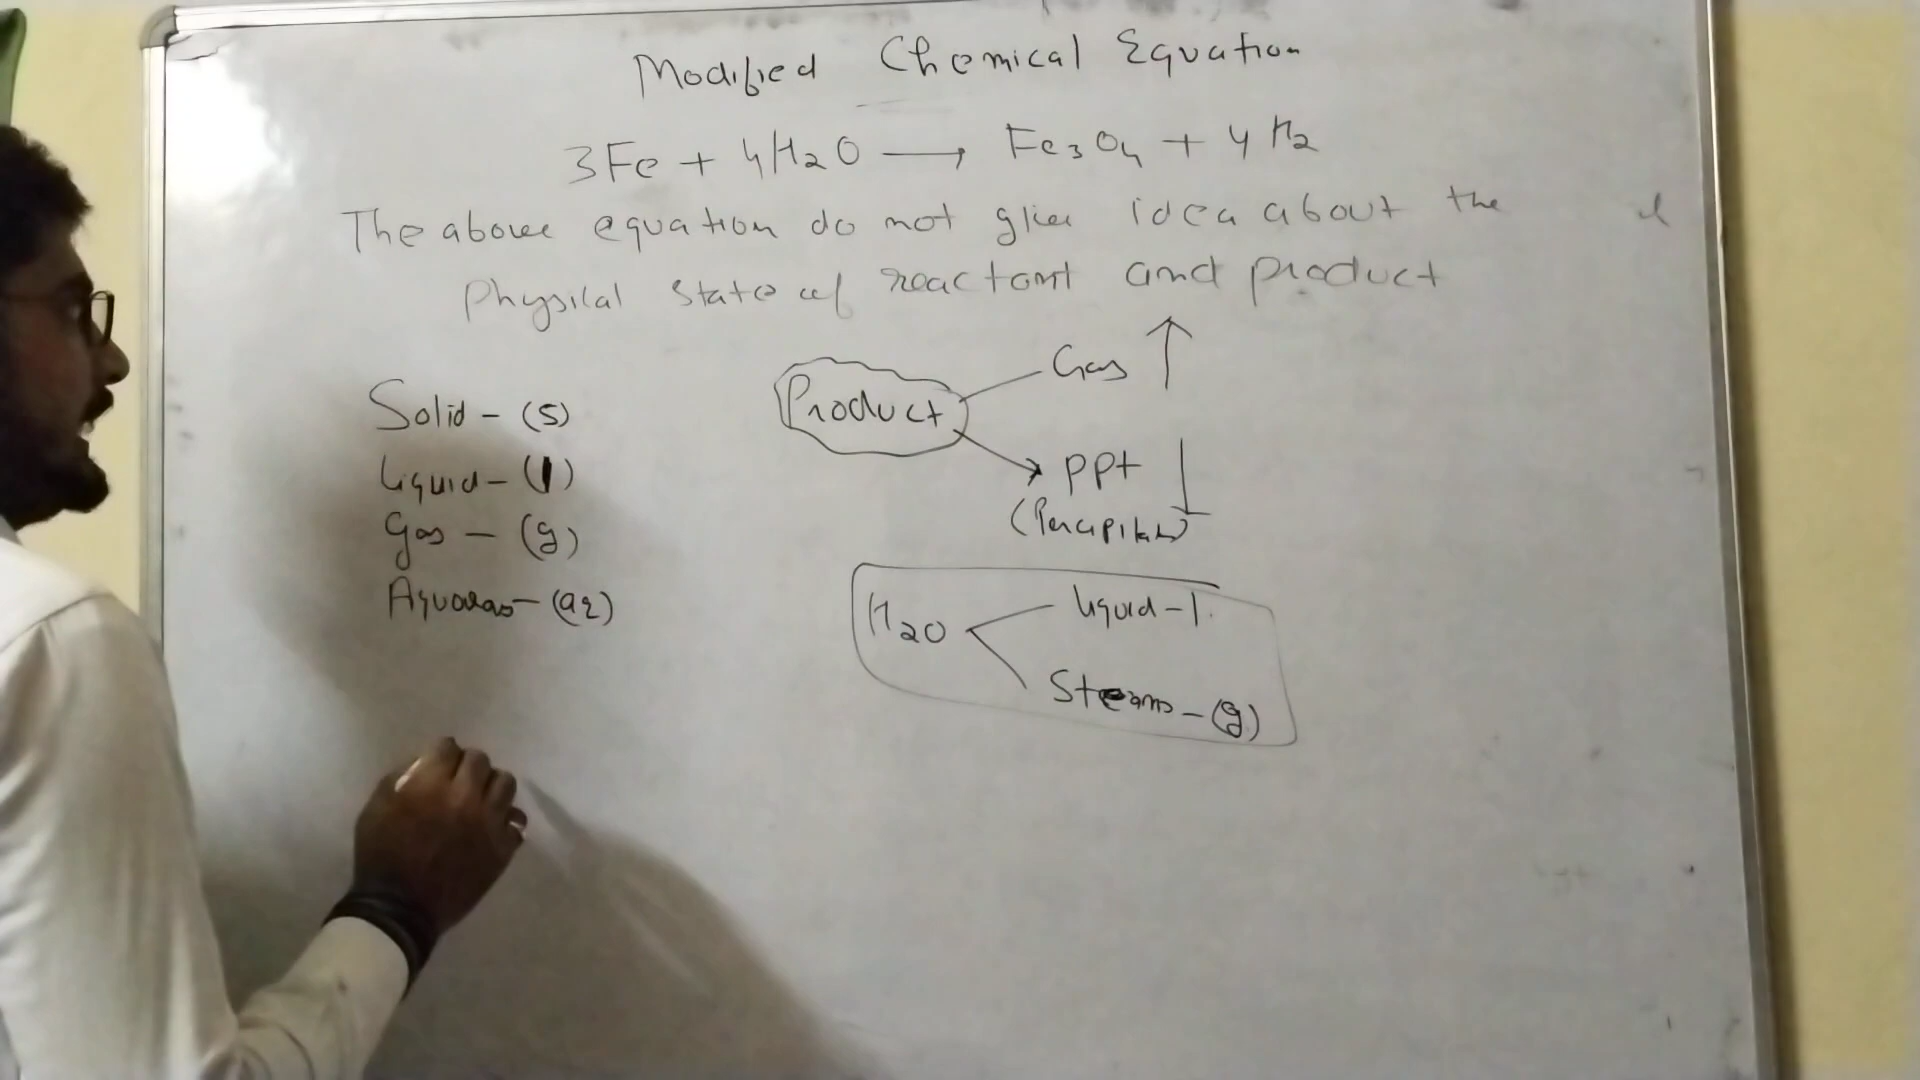 Modified Chemical Equation
3Fe + 4H2O → Fe3O4 + 4H2
The above equation do not give idea about the
Physical state of reactant and product
Solid - (s)
Liquid - (l)
Gas - (g)
- (aq)
Product
Gas ↑
PPt ↓
H2O
liquid - l.
Steam - (g)